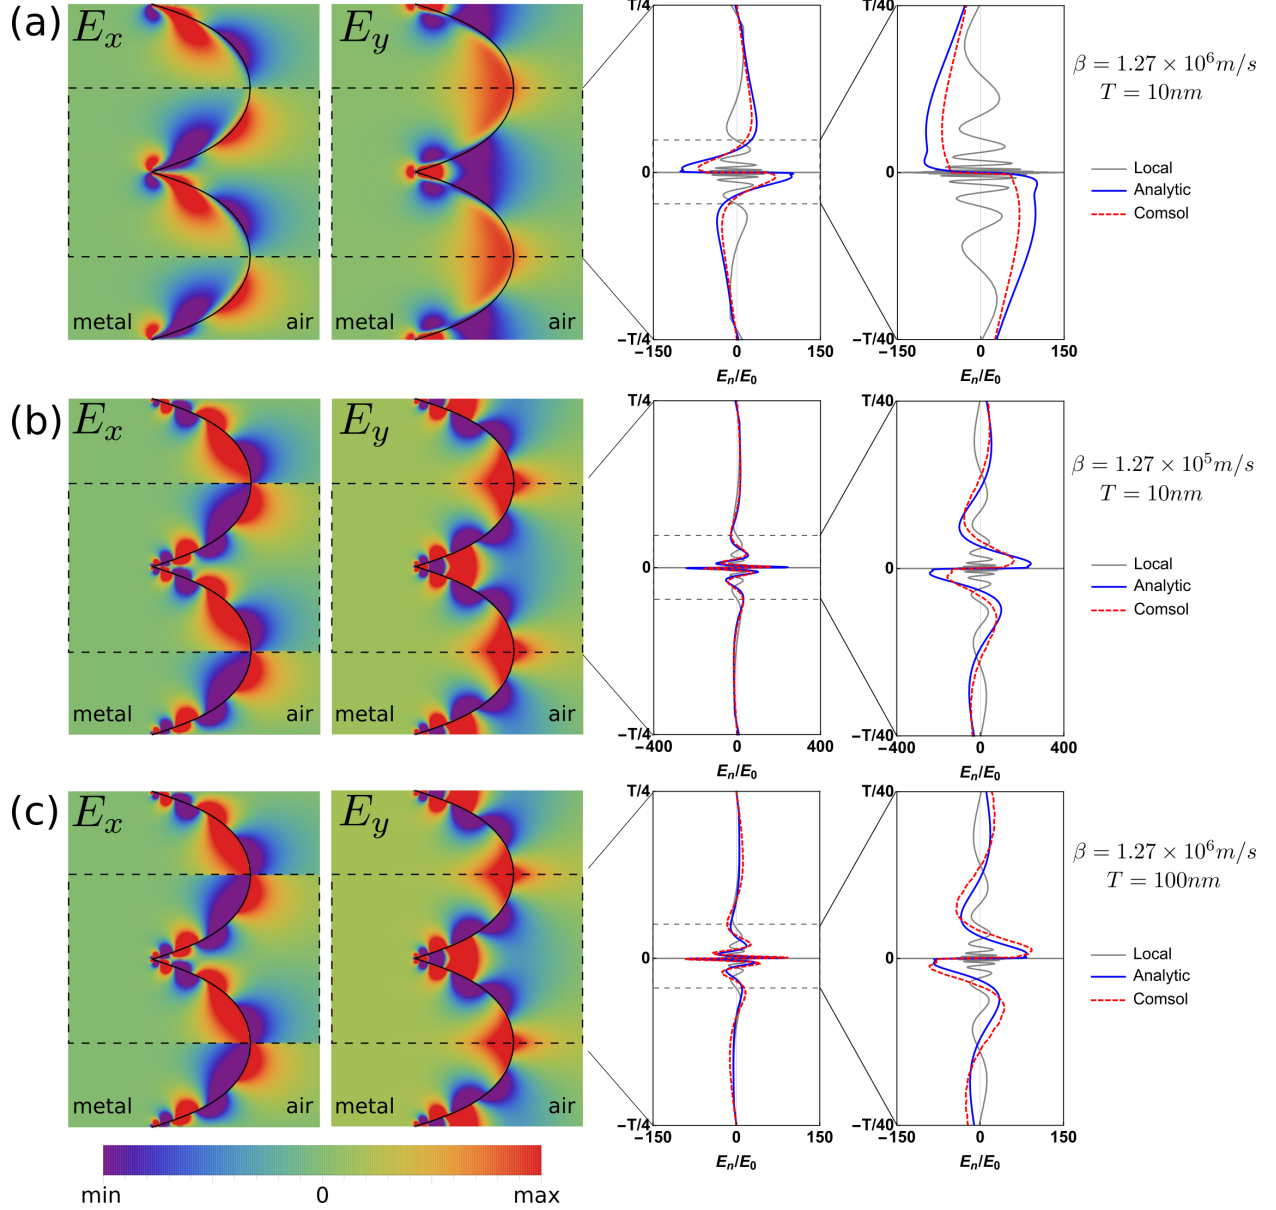 (a)
E_x
E_y
metal
air
metal
air
T/4
0
−T/4
−150
0
150
E_n/E_0
T/40
0
−T/40
−150
0
150
E_n/E_0
β = 1.27 × 10^6 m/s
T = 10nm
Local
Analytic
Comsol
(b)
E_x
E_y
metal
air
metal
air
T/4
0
−T/4
−400
0
400
E_n/E_0
T/40
0
−T/40
−400
0
400
E_n/E_0
β = 1.27 × 10^5 m/s
T = 10nm
Local
Analytic
Comsol
(c)
E_x
E_y
metal
air
metal
air
T/4
0
−T/4
−150
0
150
E_n/E_0
T/40
0
−T/40
−150
0
150
E_n/E_0
β = 1.27 × 10^6 m/s
T = 100nm
Local
Analytic
Comsol
min
0
max